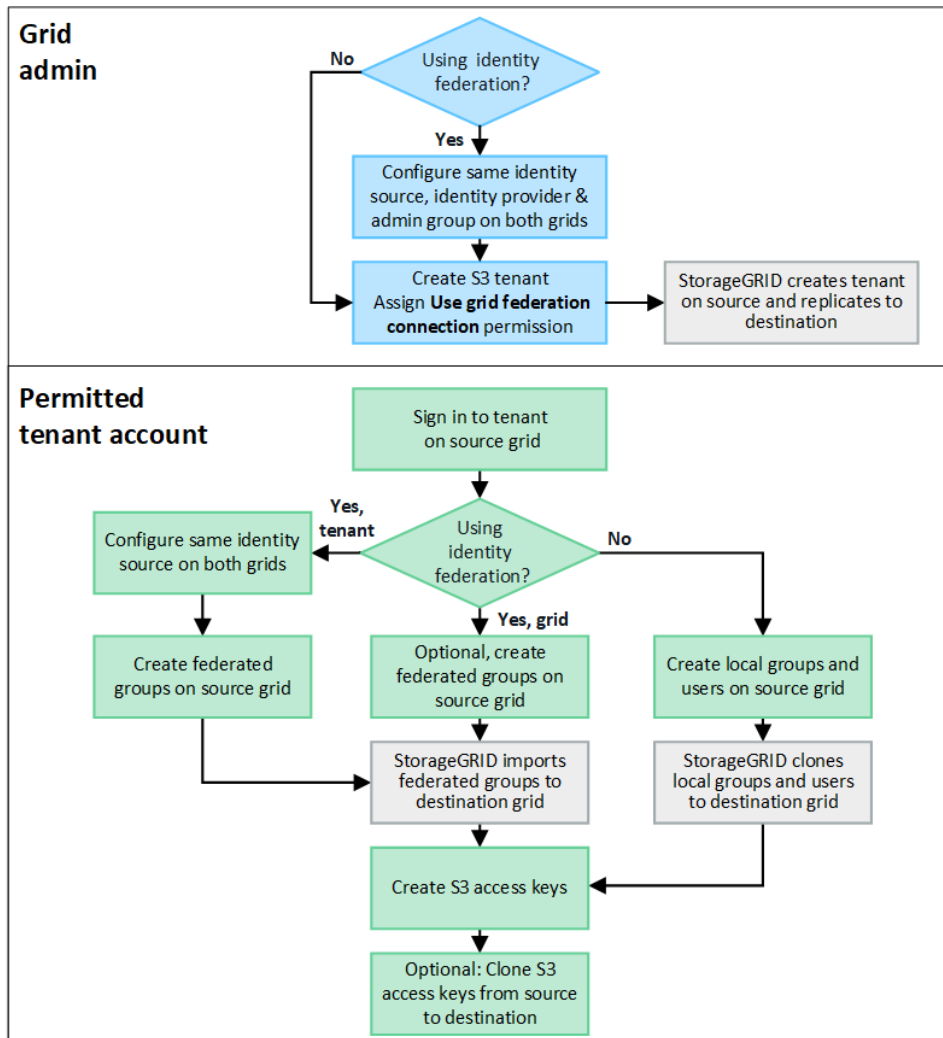 Grid
admin
No
Using identity
federation?
Yes
Configure same identity
source, identity provider &
admin group on both grids
Create S3 tenant
Assign Use grid federation
connection permission
StorageGRID creates tenant
on source and replicates to
destination
Permitted
tenant account
Sign in to tenant
on source grid
Yes,
tenant
Configure same identity
source on both grids
Using
identity
federation?
No
Yes, grid
Create federated
groups on source grid
Optional, create
federated groups on
source grid
Create local groups and
users on source grid
StorageGRID imports
federated groups to
destination grid
StorageGRID clones
local groups and users
to destination grid
Create S3 access keys
Optional: Clone S3
access keys from source
to destination